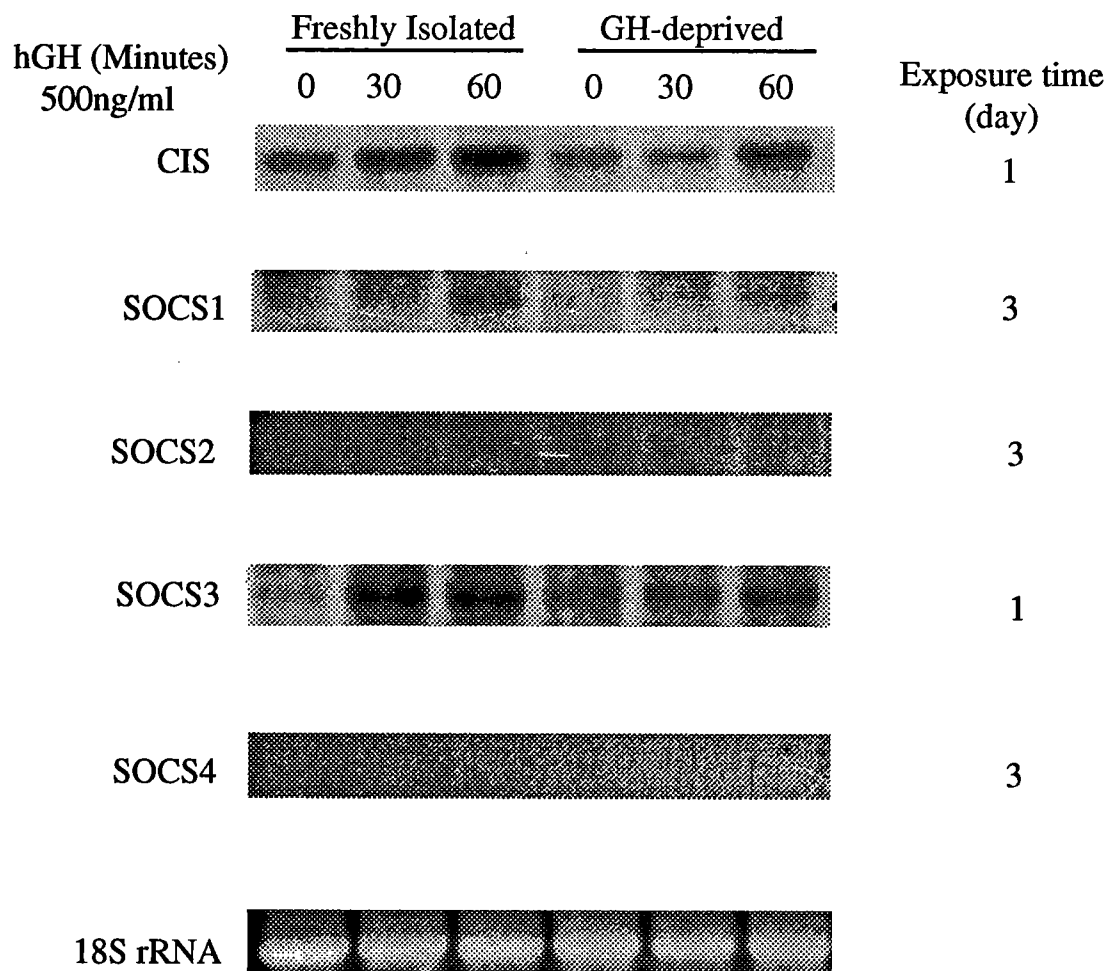 Freshly Isolated GH-deprived
hGH (Minutes)
500ng/ml
0 30 60 0 30 60
Exposure time
(day)
CIS 1
SOCS1 3
SOCS2 3
SOCS3 1
SOCS4 3
18S rRNA